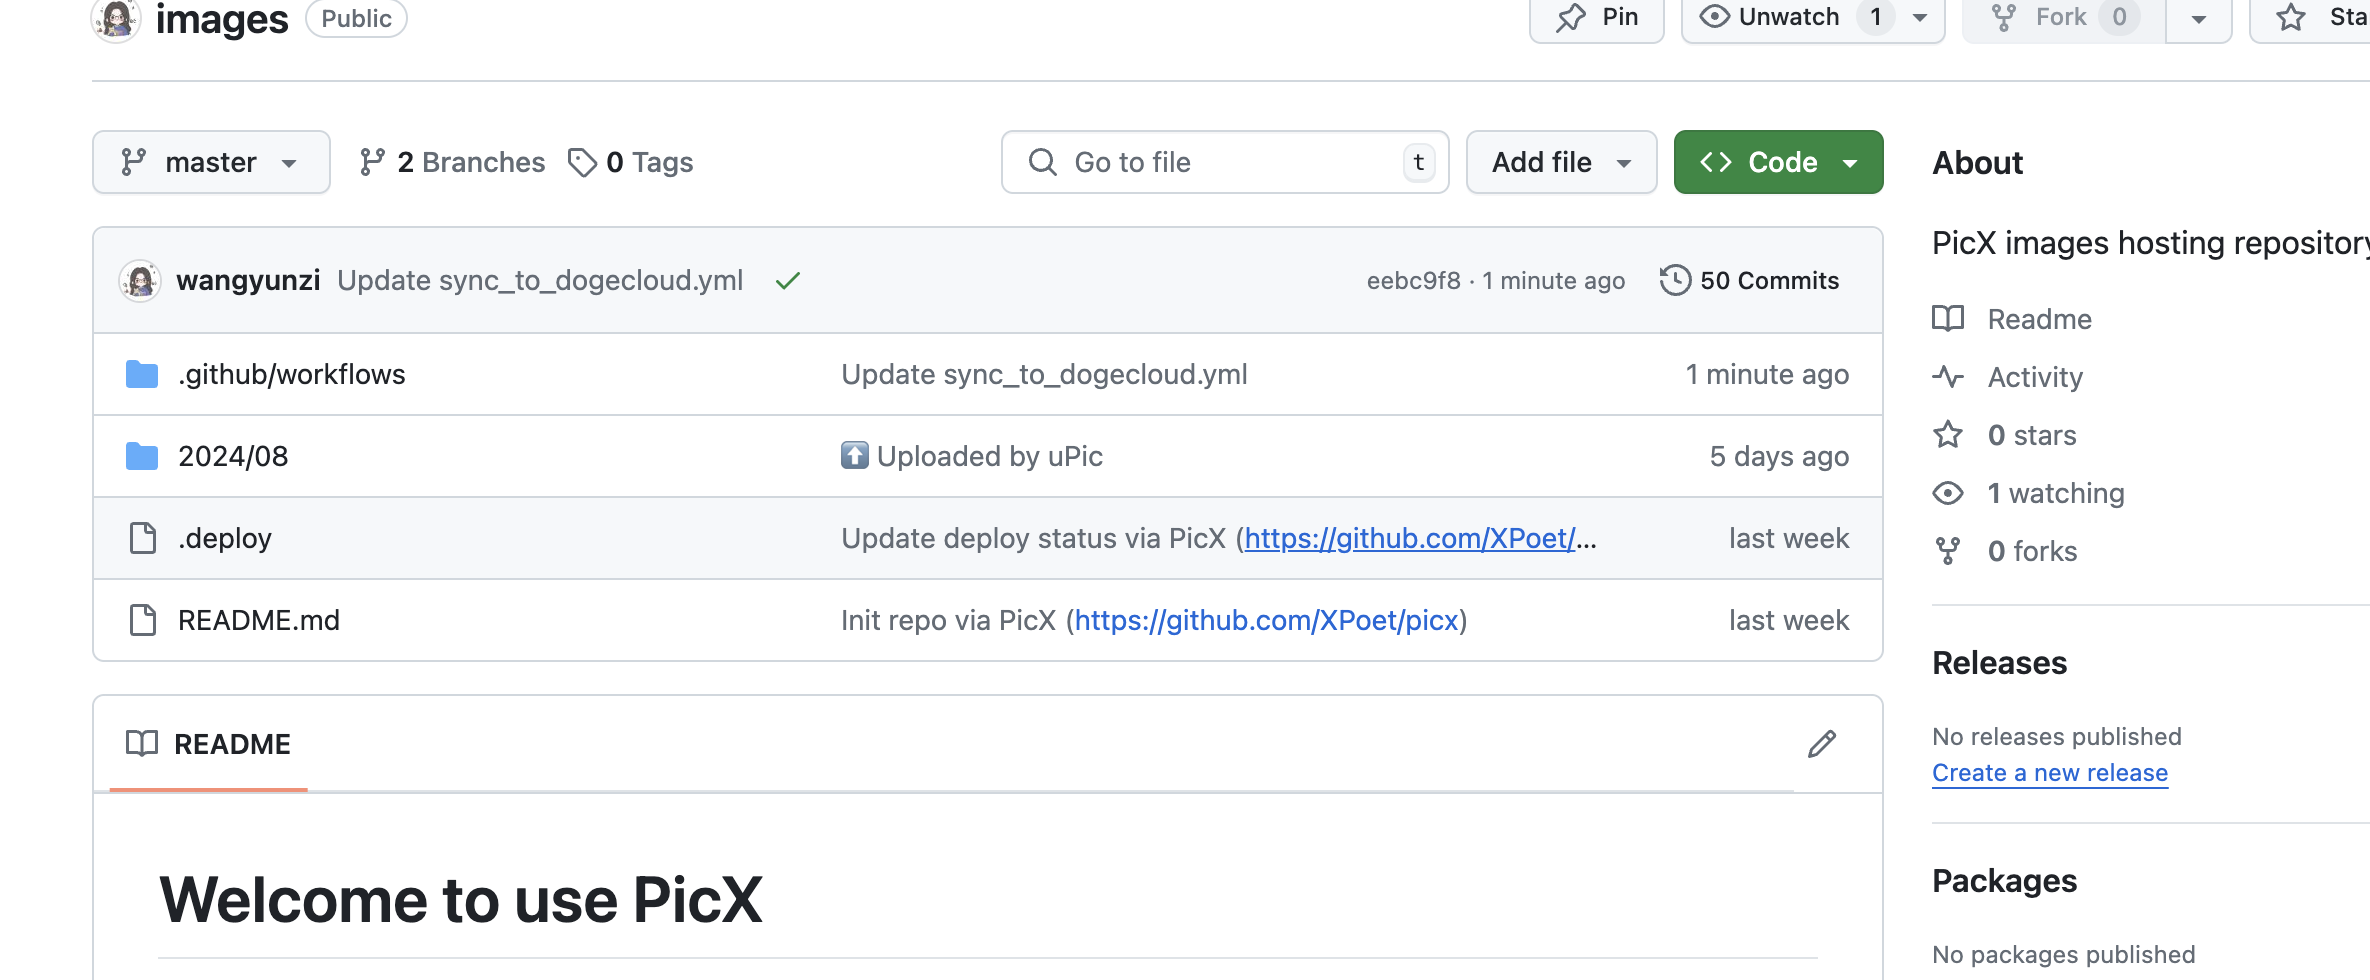 images Public Pin Unwatch 1 Fork 0 Sta
master 2 Branches 0 Tags Go to file t Add file Code
wangyunzi Update sync_to_dogecloud.yml eebc9f8 · 1 minute ago 50 Commits
.github/workflows Update sync_to_dogecloud.yml 1 minute ago
2024/08 Uploaded by uPic 5 days ago
.deploy Update deploy status via PicX (https://github.com/XPoet/... last week
README.md Init repo via PicX (https://github.com/XPoet/picx) last week
README
Welcome to use PicX
About
PicX images hosting repository
Readme
Activity
0 stars
1 watching
0 forks
Releases
No releases published
Create a new release
Packages
No packages published